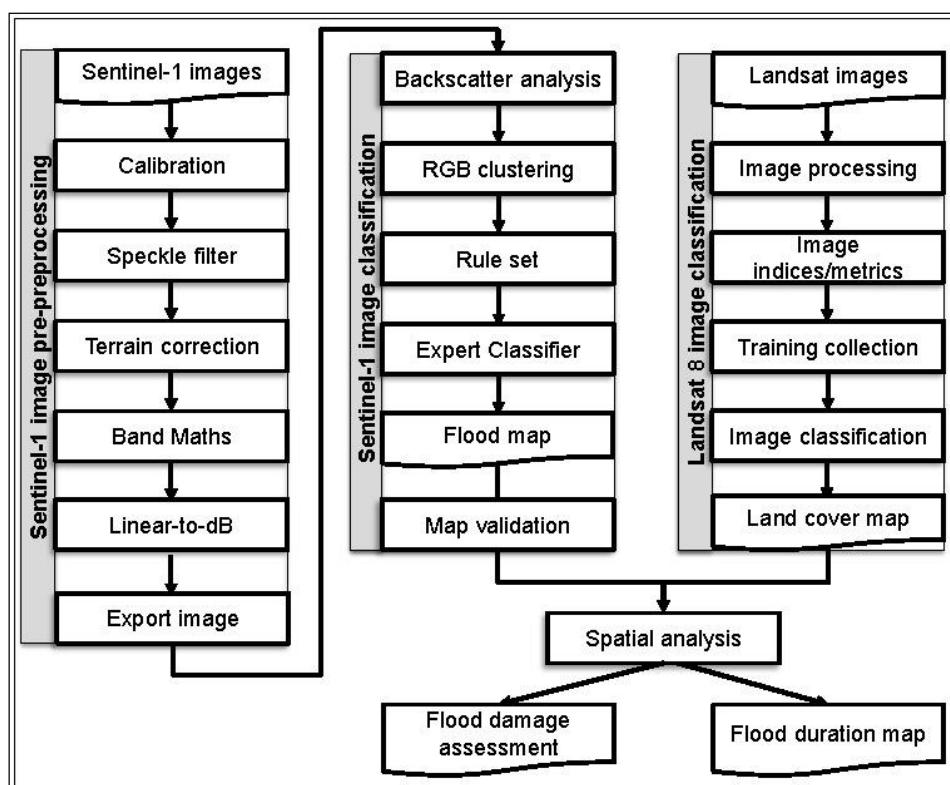 Sentinel-1 image pre-preprocessing
Sentinel-1 images
Calibration
Speckle filter
Terrain correction
Band Maths
Linear-to-dB
Export image
Sentinel-1 image classification
Backscatter analysis
RGB clustering
Rule set
Expert Classifier
Flood map
Map validation
Landsat 8 image classification
Landsat images
Image processing
Image
indices/metrics
Training collection
Image classification
Land cover map
Spatial analysis
Flood damage
assessment
Flood duration map